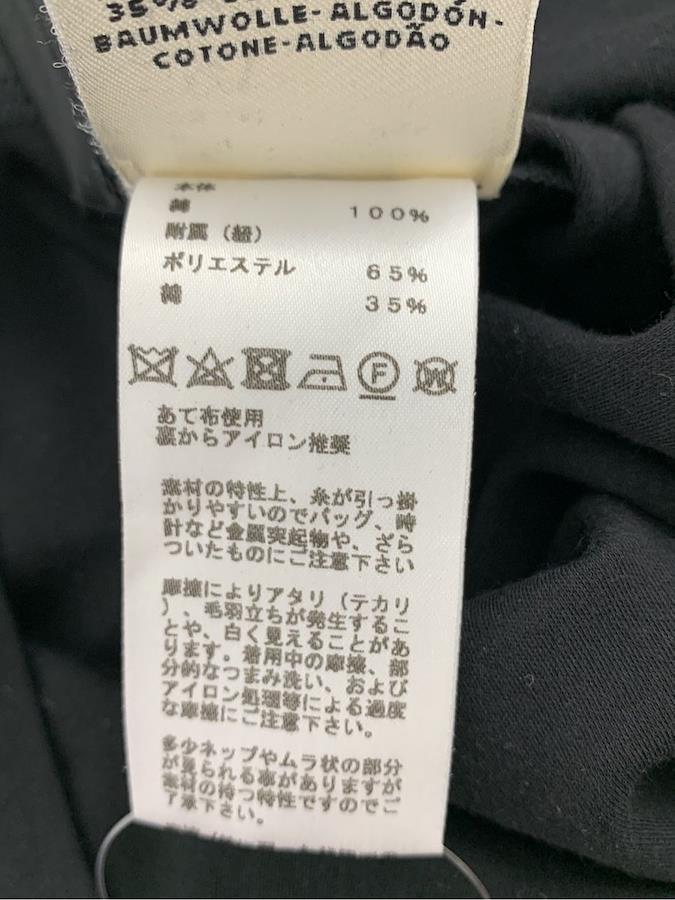 35%
BAUMWOLLE-ALGODÓN-
COTONE-ALGODÃO
本体
綿 100%
附属（紐）
ポリエステル 65%
綿 35%
F
W
あて布使用
裏からアイロン推奨
素材の特性上、糸が引っ掛
かりやすいのでバッグ、時
計など金属突起物や、ざら
ついたものにご注意下さい
摩擦によりアタリ（テカリ
）、毛羽立ちが発生するこ
とや、白く見えることがあ
ります。着用中の摩擦、部
分的なつまみ洗い、および
アイロン処理等による過度
な摩擦にご注意下さい。
多少ネップやムラ状の部分
が見られる事がありますが
素材の持つ特性ですのでご
了承下さい。